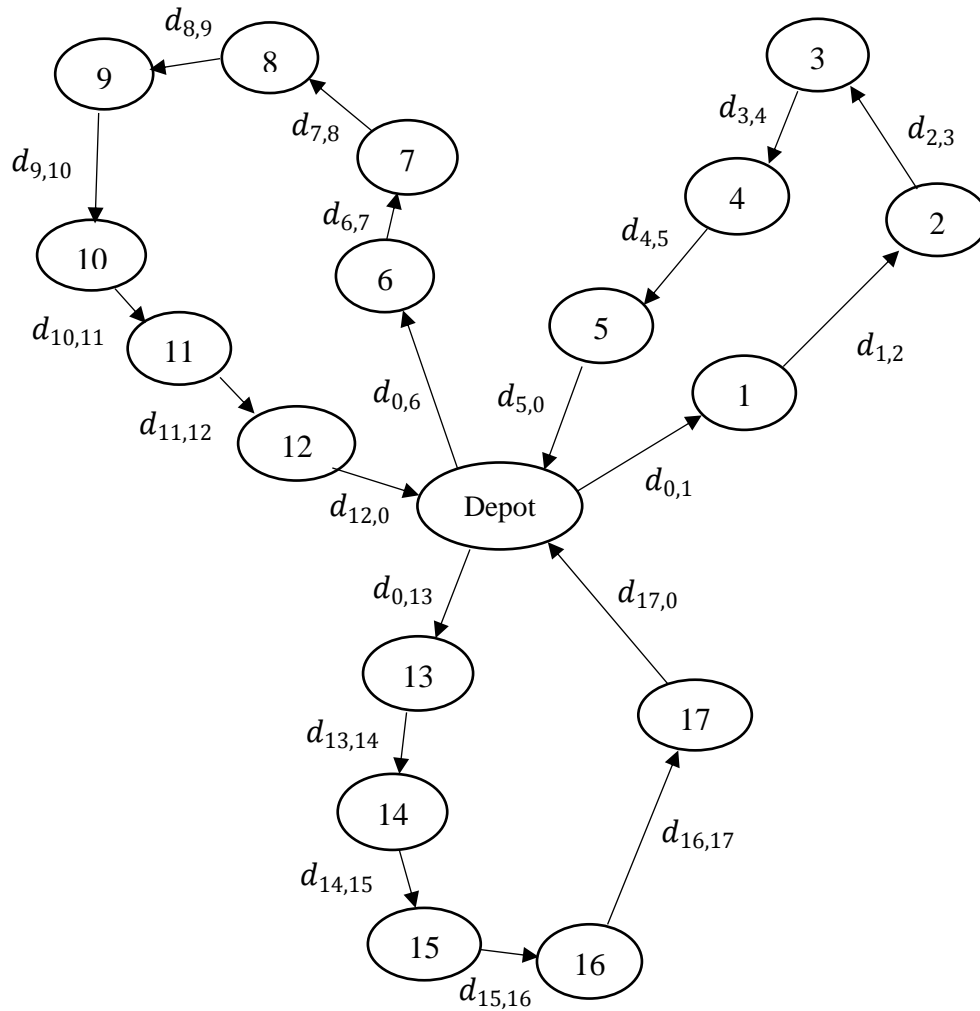 d8,9
3
8
9
d3,4
d2,3
d7,8
7
d9,10
4
2
d6,7
d4,5
10
6
5
d10,11
11
d1,2
d0,6
d5,0
1
d11,12
12
d0,1
d12,0
Depot
d0,13
d17,0
13
17
d13,14
14
d16,17
d14,15
15
16
d15,16